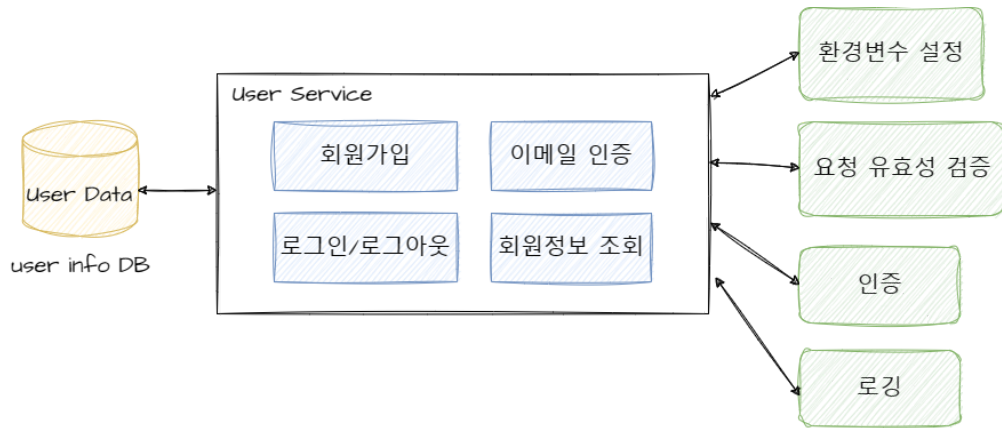 User Data
user info DB
User Service
회원가입
이메일 인증
로그인/로그아웃
회원정보 조회
환경변수 설정
요청 유효성 검증
인증
로깅